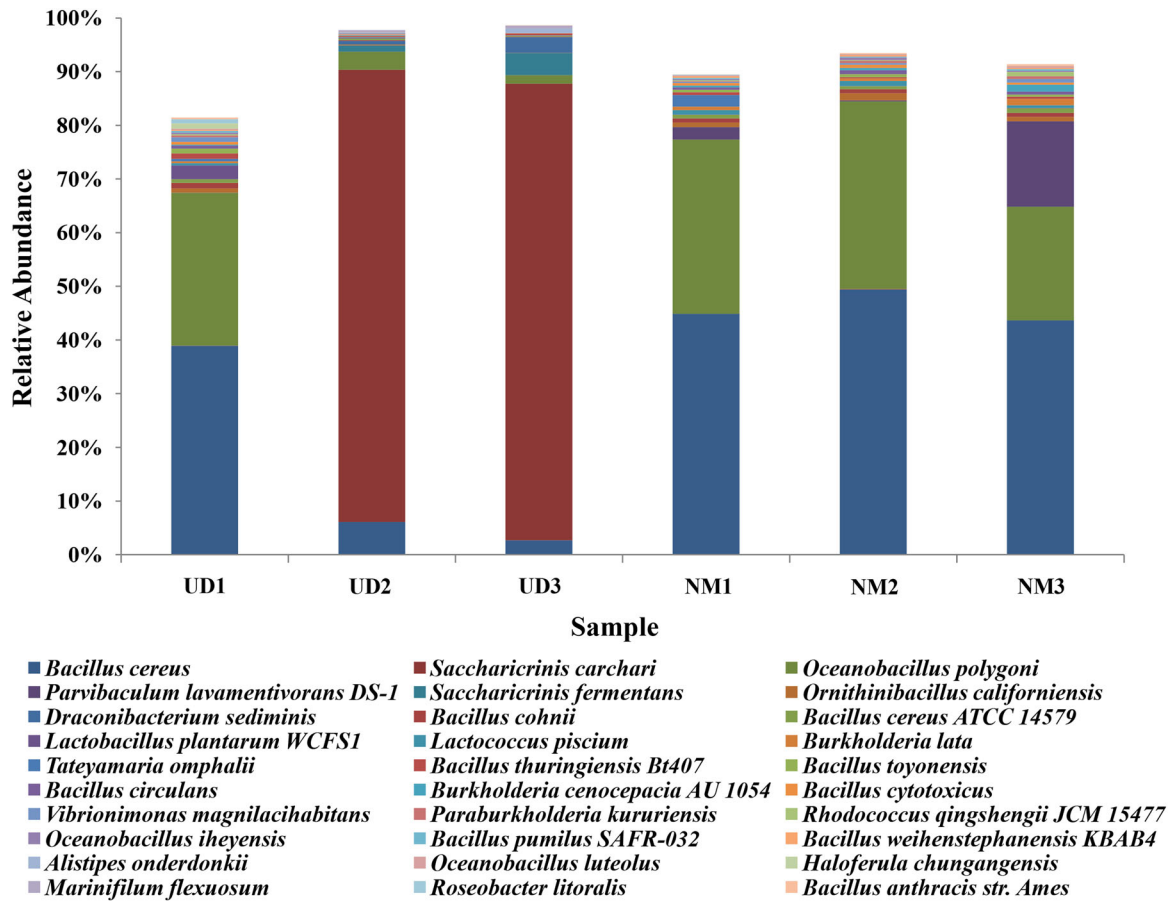 100%
90%
80%
70%
60%
50%
40%
30%
20%
10%
0%
Relative Abundance
UD1 UD2 UD3 NM1 NM2 NM3
Sample
Bacillus cereus Saccharicrinis carchari Oceanobacillus polygoni
Parvibaculum lavamentivorans DS-1 Saccharicrinis fermentans Ornithinibacillus californiensis
Draconibacterium sediminis Bacillus cohnii Bacillus cereus ATCC 14579
Lactobacillus plantarum WCFS1 Lactococcus piscium Burkholderia lata
Tateyamaria omphalii Bacillus thuringiensis Bt407 Bacillus toyonensis
Bacillus circulans Burkholderia cenocepacia AU 1054 Bacillus cytotoxicus
Vibrionimonas magnilacihabitans Paraburkholderia kururiensis Rhodococcus qingshengii JCM 15477
Oceanobacillus iheyensis Bacillus pumilus SAFR-032 Bacillus weihenstephanensis KBAB4
Alistipes onderdonkii Oceanobacillus luteolus Haloferula chungangensis
Marinifilum flexuosum Roseobacter litoralis Bacillus anthracis str. Ames